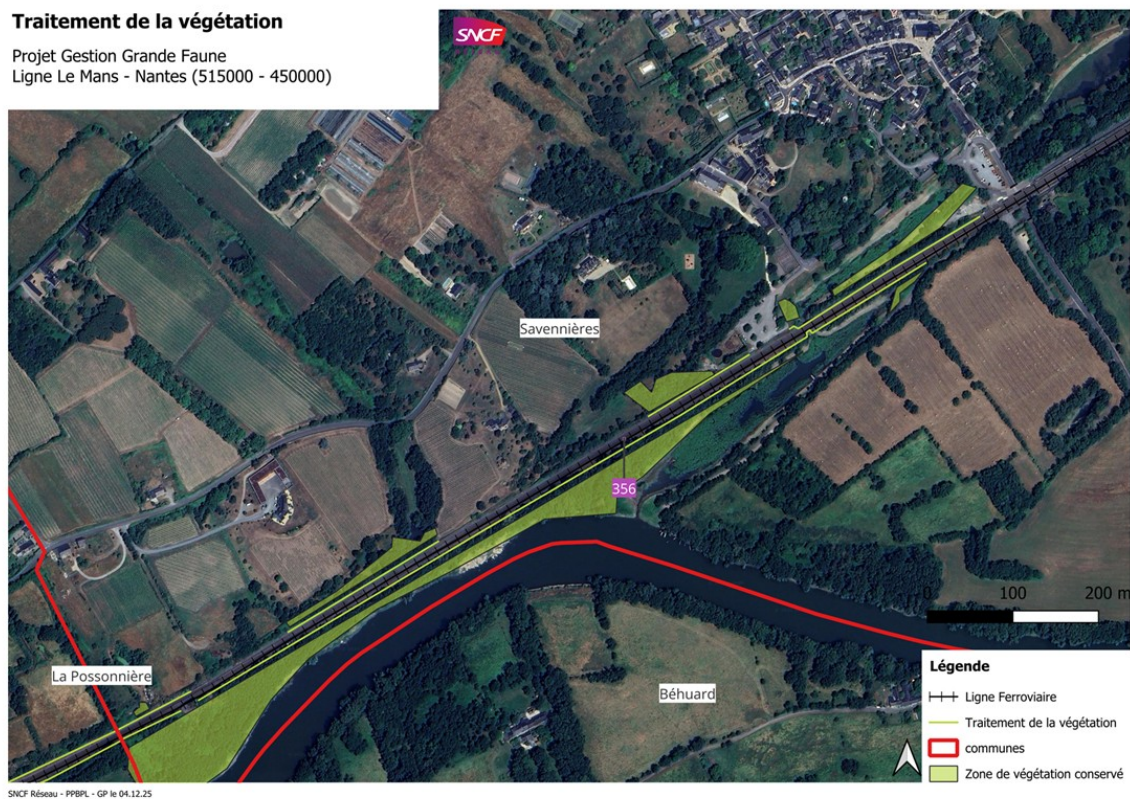 Traitement de la végétation
Projet Gestion Grande Faune
Ligne Le Mans - Nantes (515000 - 450000)
SNCF
Savennières
356
La Possonnière
Béhuard
0 100 200 m
Légende
Ligne Ferroviaire
Traitement de la végétation
communes
Zone de végétation conservé
SNCF Réseau - PPBPL - GP le 04.12.25